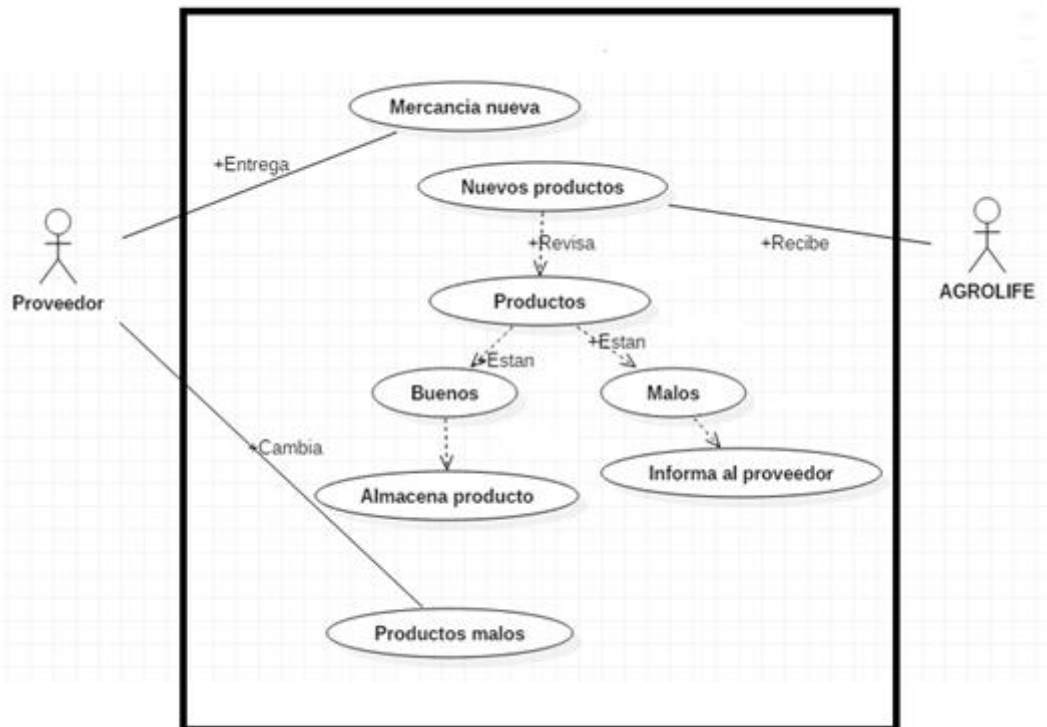 Mercancia nueva
+Entrega
Nuevos productos
+Revisa
+Recibe
Proveedor
AGROLIFE
Productos
+Estan
+Estan
Buenos
Malos
+Cambia
Informa al proveedor
Almacena producto
Productos malos